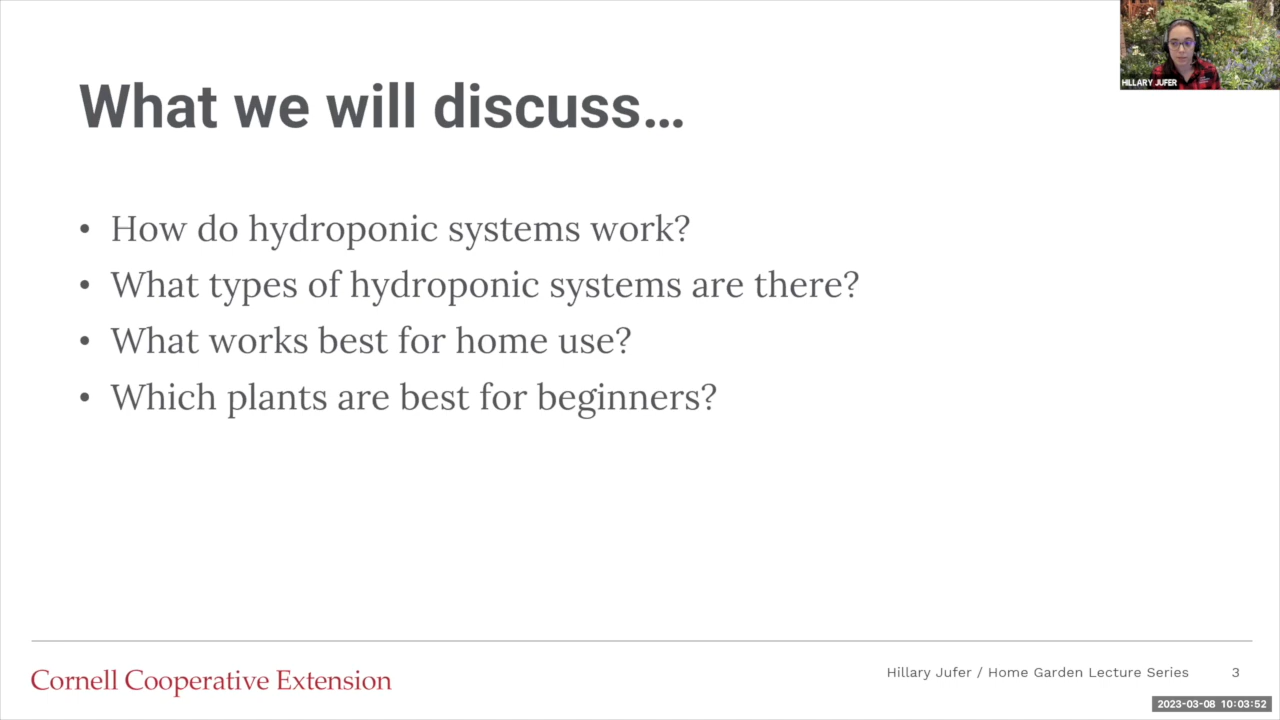 HILLARY JUFER
What we will discuss...
• How do hydroponic systems work?
• What types of hydroponic systems are there?
• What works best for home use?
• Which plants are best for beginners?
Cornell Cooperative Extension
Hillary Jufer / Home Garden Lecture Series 3
2023-03-08 10:03:52